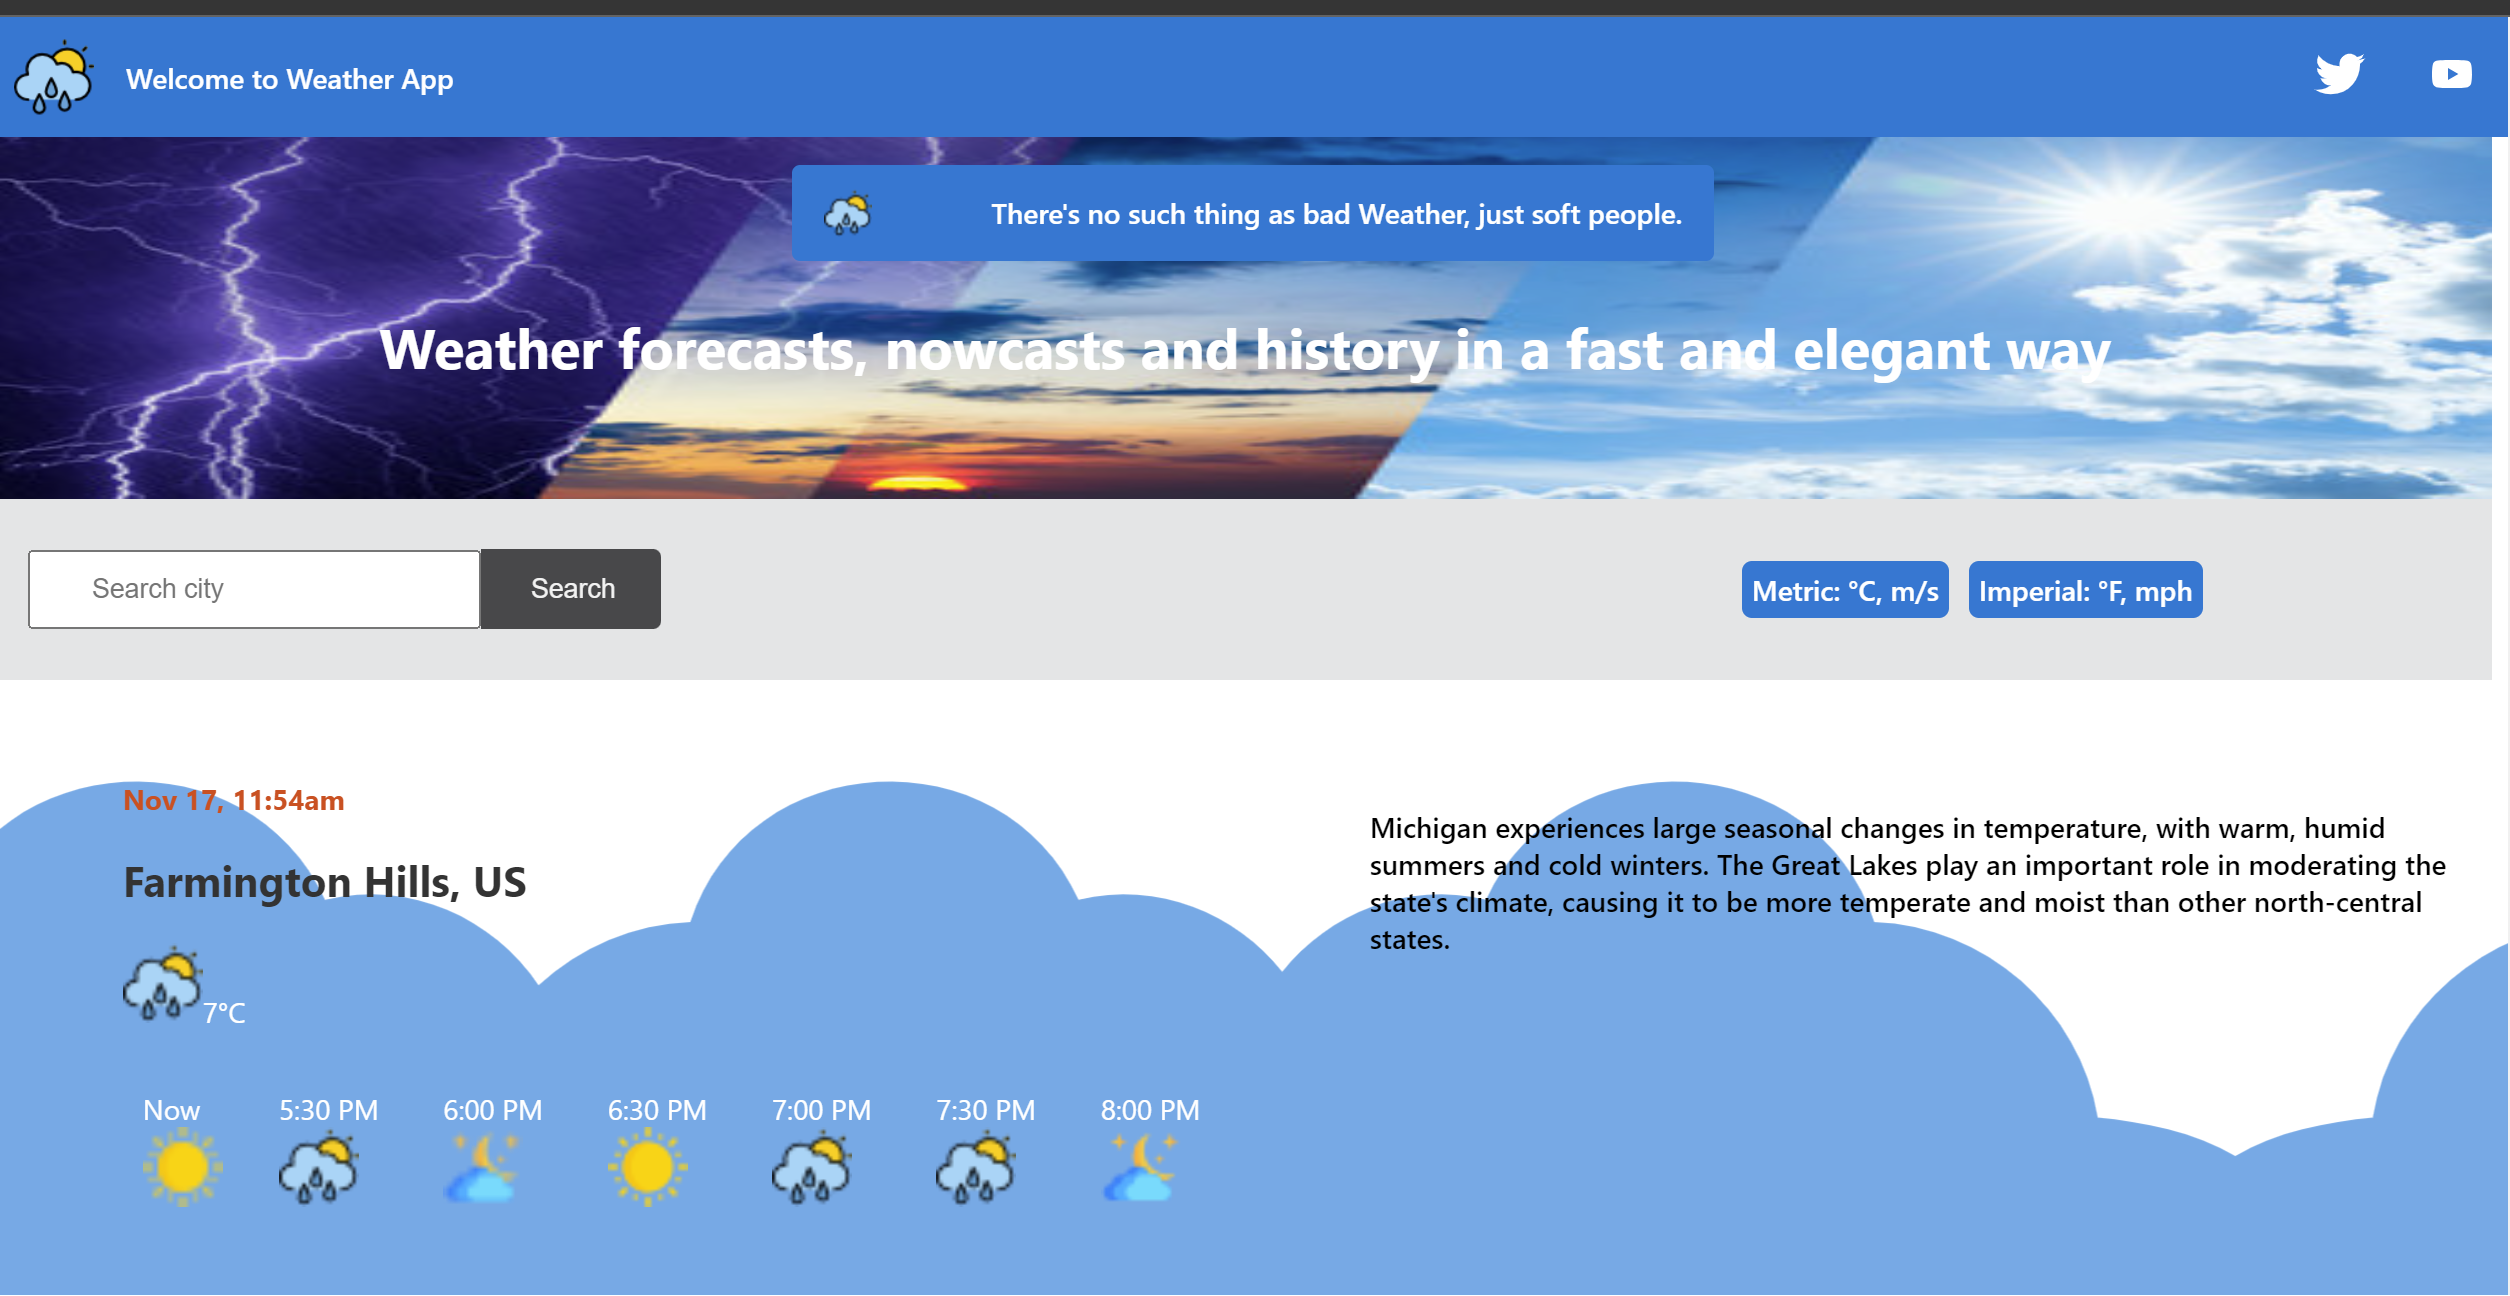 Welcome to Weather App
There's no such thing as bad Weather, just soft people.
Weather forecasts, nowcasts and history in a fast and elegant way
Search city
Search
Metric: °C, m/s
Imperial: °F, mph
Nov 17, 11:54am
Farmington Hills, US
7°C
Now
5:30 PM
6:00 PM
6:30 PM
7:00 PM
7:30 PM
8:00 PM
Michigan experiences large seasonal changes in temperature, with warm, humid
summers and cold winters. The Great Lakes play an important role in moderating the
state's climate, causing it to be more temperate and moist than other north-central
states.